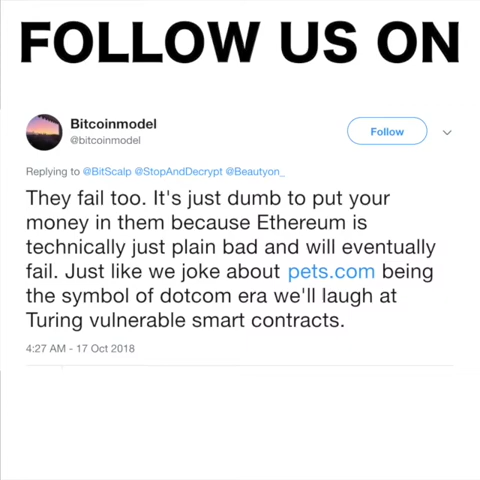 FOLLOW US ON
Bitcoinmodel
@bitcoinmodel
Follow
Replying to @BitScalp @StopAndDecrypt @Beautyon_
They fail too. It's just dumb to put your
money in them because Ethereum is
technically just plain bad and will eventually
fail. Just like we joke about pets.com being
the symbol of dotcom era we'll laugh at
Turing vulnerable smart contracts.
4:27 AM - 17 Oct 2018